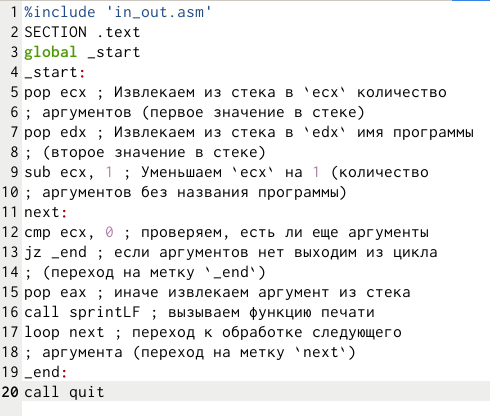 1 %include 'in_out.asm'
2 SECTION .text
3 global _start
4 _start:
5 pop ecx ; Извлекаем из стека в `ecx` количество
6 ; аргументов (первое значение в стеке)
7 pop edx ; Извлекаем из стека в `edx` имя программы
8 ; (второе значение в стеке)
9 sub ecx, 1 ; Уменьшаем `ecx` на 1 (количество
10 ; аргументов без названия программы)
11 next:
12 cmp ecx, 0 ; проверяем, есть ли еще аргументы
13 jz _end ; если аргументов нет выходим из цикла
14 ; (переход на метку `_end`)
15 pop eax ; иначе извлекаем аргумент из стека
16 call sprintLF ; вызываем функцию печати
17 loop next ; переход к обработке следующего
18 ; аргумента (переход на метку `next`)
19 _end:
20 call quit